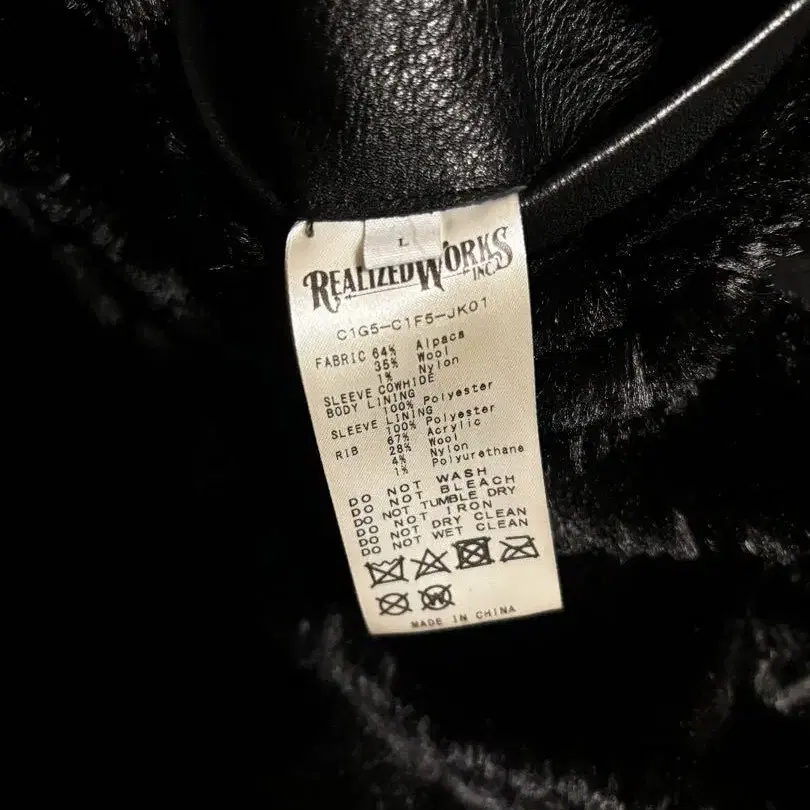 L
REALIZED WORKS
INC
C1G5-C1F5-JK01
FABRIC 64% Alpaca
35% Wool
1% Nylon
SLEEVE COWHIDE
BODY LINING
100% Polyester
SLEEVE LINING
100% Polyester
RIB 67% Acrylic
28% Wool
4% Nylon
1% Polyurethane
DO NOT WASH
DO NOT BLEACH
DO NOT TUMBLE DRY
DO NOT IRON
DO NOT DRY CLEAN
DO NOT WET CLEAN
W
MADE IN CHINA